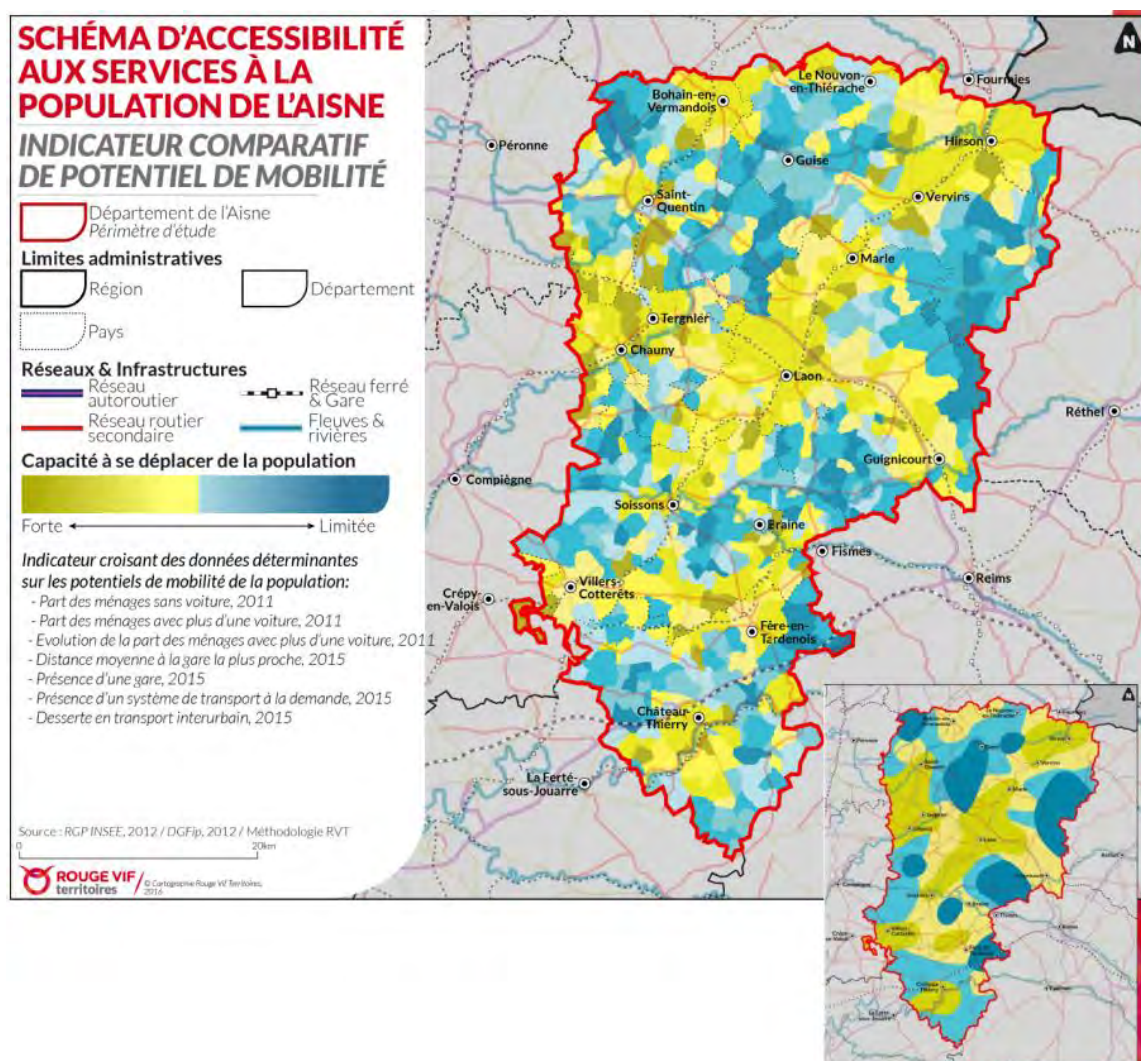 SCHÉMA D'ACCESSIBILITÉ
AUX SERVICES À LA
POPULATION DE L'AISNE
INDICATEUR COMPARATIF
DE POTENTIEL DE MOBILITÉ
Département de l'Aisne
Périmètre d'étude
Limites administratives
Région
Département
Pays
Réseaux & Infrastructures
Réseau
autoroutier
Réseau ferré
& Gare
Réseau routier
secondaire
Fleuves &
rivières
Capacité à se déplacer de la population
Forte
Limitée
Indicateur croisant des données déterminantes
sur les potentiels de mobilité de la population:
- Part des ménages sans voiture, 2011
- Part des ménages avec plus d'une voiture, 2011
- Evolution de la part des ménages avec plus d'une voiture, 2011
- Distance moyenne à la gare la plus proche, 2015
- Présence d'une gare, 2015
- Présence d'un système de transport à la demande, 2015
- Desserte en transport interurbain, 2015
Source : RGP INSEE, 2012 / DGFip, 2012 / Méthodologie RVT
0
20km
ROUGE VIF
territoires
© Cartographie Rouge Vif Territoires,
2016
N
Le Nouvon-
en-Thiérache
Fourmies
Bohain-en-
Vermandois
Péronne
Hirson
Guise
Saint-
Quentin
Vervins
Marle
Tergnier
Chauny
Laon
Réthel
Guignicourt
Compiègne
Soissons
Braine
Fismes
Reims
Villers-
Cotterêts
Crépy-
en-Valois
Fère-en-
Tardenois
Château-
Thierry
La Ferté-
sous-Jouarre
N